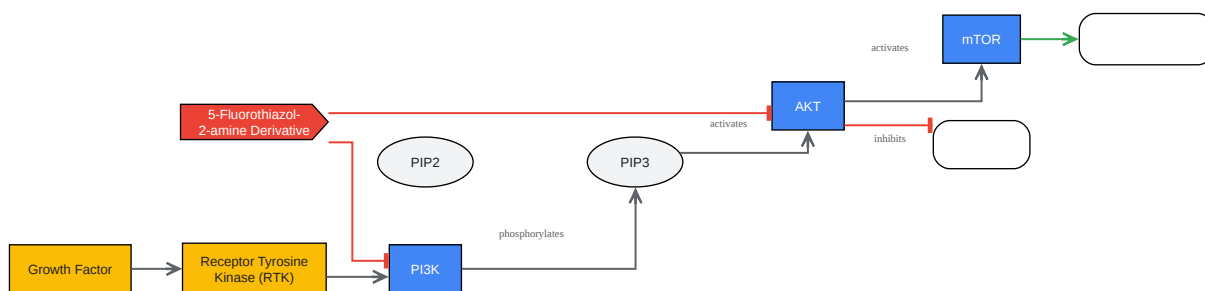 mTOR
activates
5-Fluorothiazol-
2-amine Derivative
AKT
activates
inhibits
PIP2
PIP3
phosphorylates
Growth Factor
Receptor Tyrosine
Kinase (RTK)
PI3K